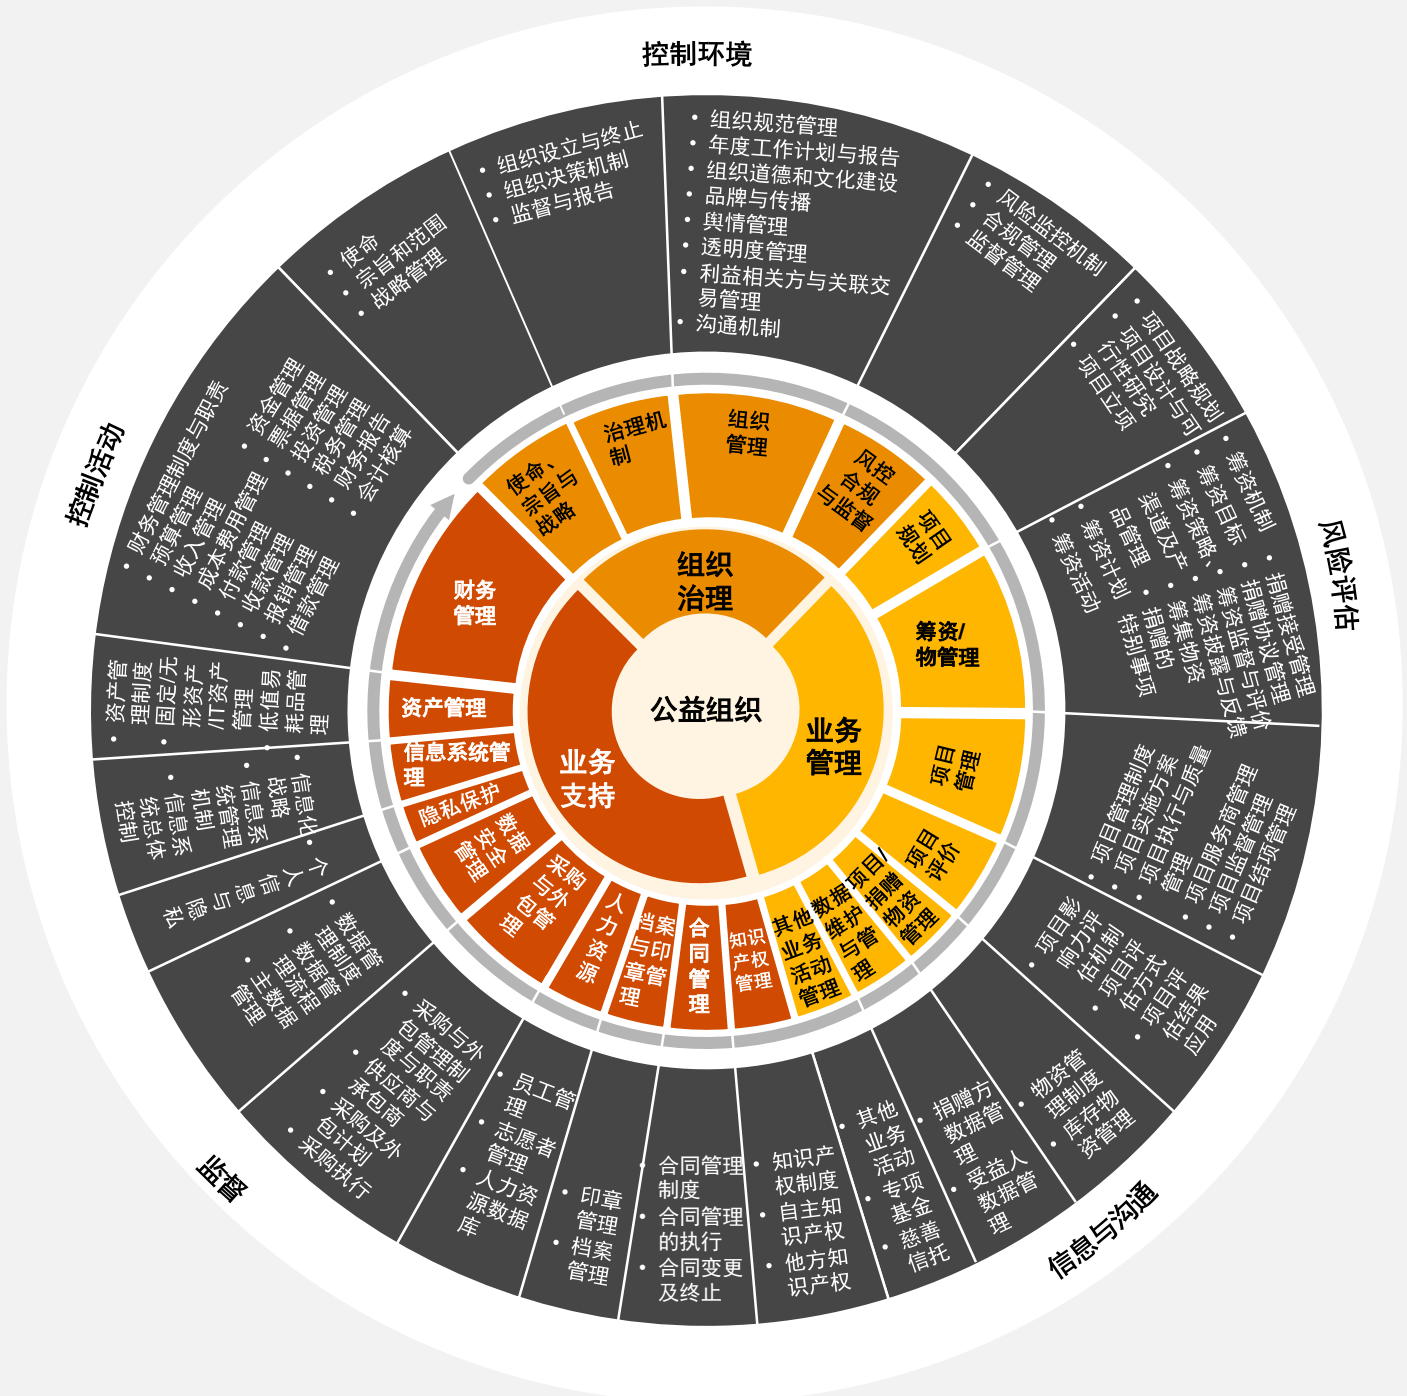 控制环境
风险评估
信息与沟通
监督
控制活动
公益组织
组织
治理
业务
管理
业务
支持
使命、
宗旨与
战略
治理机
制
组织
管理
风控
合规
与监督
项目
规划
筹资/
物管理
项目
管理
项目
评价
项目/
捐赠
物资
管理
数据
维护
与管
理
其他
业务
活动
管理
知识
产权
管理
合
同
管
理
档案
与印
章管
理
人
力
资
源
采购
与外
包管
理
数据
安全
管理
隐私保护
信息系统管
理
资产管理
财务
管理
• 使命
• 宗旨和范围
• 战略管理
• 组织设立与终止
• 组织决策机制
• 监督与报告
• 组织规范管理
• 年度工作计划与报告
• 组织道德和文化建设
• 品牌与传播
• 舆情管理
• 透明度管理
• 利益相关方与关联交
易管理
• 沟通机制
• 风险监控机制
• 合规管理
• 监督管理
• 项目战略规划
• 项目设计与可
行性研究
• 项目立项
• 筹资机制
• 筹资目标
• 筹资策略、
渠道及产
品管理
• 筹资计划
• 筹资活动
• 捐赠接受管理
• 捐赠协议管理
• 筹资监督与评价
• 筹资披露与反馈
• 筹集物资
捐赠的
特别事项
• 项目管理制度
• 项目实施方案
• 项目执行与质量
管理
• 项目服务商管理
• 项目监督管理
• 项目结项管理
• 项目影
响力评
估机制
• 项目评
估方式
• 项目评
估结果
应用
• 物资管
理制度
• 库存物
资管理
• 捐赠方
数据管
理
• 受益人
数据管
理
• 其他
业务
活动
• 专项
基金
• 慈善
信托
• 知识产
权制度
• 自主知
识产权
• 他方知
识产权
• 合同管理
制度
• 合同管理
的执行
• 合同变更
及终止
• 印章
管理
• 档案
管理
• 员工管
理
• 志愿者
管理
• 人力资
源数据
库
• 采购与外
包管理制
度与职责
• 供应商与
承包商
• 采购及外
包计划
• 采购执行
• 数据管
理制度
• 数据管
理流程
• 主数据
管理
• 个人信息与隐
私
• 信息化
战略
• 信息系
统管理
机制
• 信息系
统总体
控制
• 资产管
理制度
• 固定/无
形资产
/IT资产
管理
• 低值易
耗品管
理
• 财务管理制度与职责
• 预算管理
• 收入管理
• 成本费用管理
• 付款管理
• 收款管理
• 报销管理
• 借款管理
• 资金管理
• 票据管理
• 投资管理
• 税务管理
• 财务报告
• 会计核算